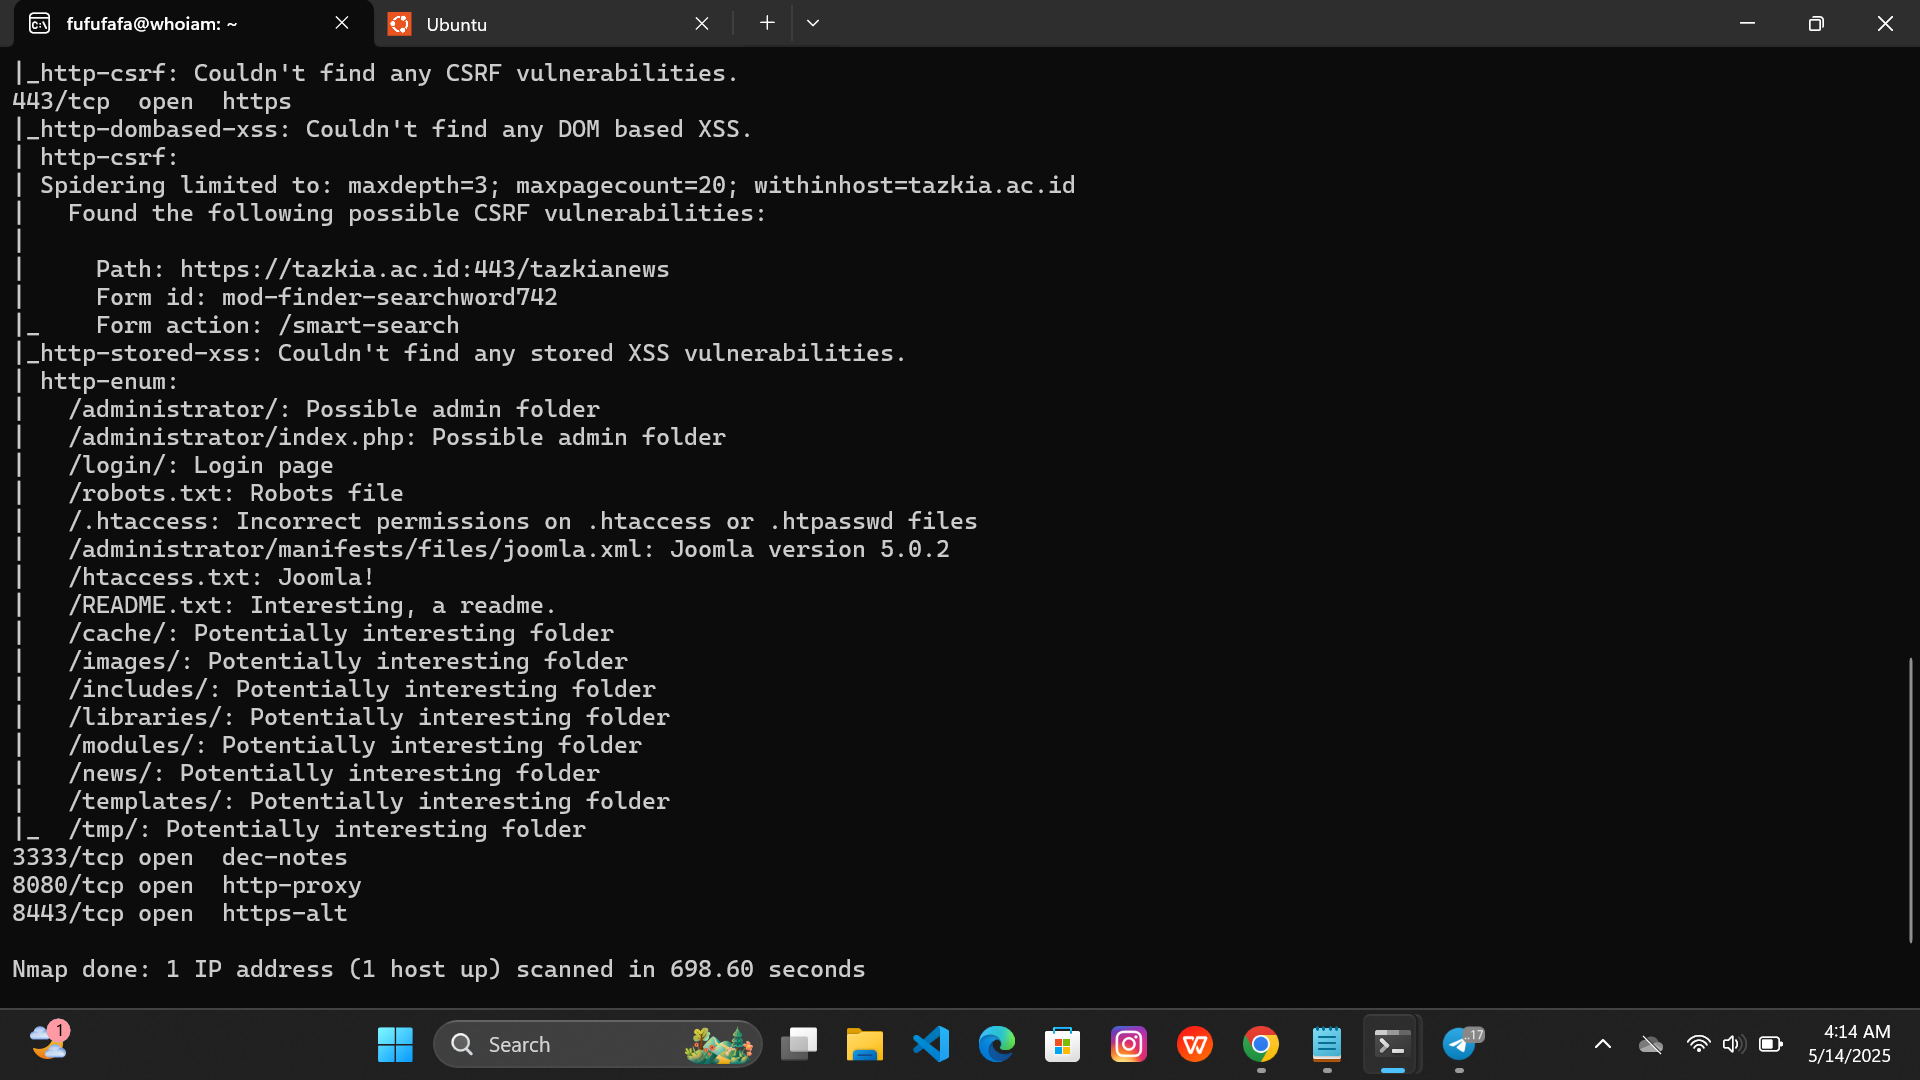 fufufafa@whoiam: ~
Ubuntu
|_http-csrf: Couldn't find any CSRF vulnerabilities.
443/tcp  open  https
|_http-dombased-xss: Couldn't find any DOM based XSS.
| http-csrf:
| Spidering limited to: maxdepth=3; maxpagecount=20; withinhost=tazkia.ac.id
|   Found the following possible CSRF vulnerabilities:
|
|     Path: https://tazkia.ac.id:443/tazkianews
|     Form id: mod-finder-searchword742
|_    Form action: /smart-search
|_http-stored-xss: Couldn't find any stored XSS vulnerabilities.
| http-enum:
|   /administrator/: Possible admin folder
|   /administrator/index.php: Possible admin folder
|   /login/: Login page
|   /robots.txt: Robots file
|   /.htaccess: Incorrect permissions on .htaccess or .htpasswd files
|   /administrator/manifests/files/joomla.xml: Joomla version 5.0.2
|   /htaccess.txt: Joomla!
|   /README.txt: Interesting, a readme.
|   /cache/: Potentially interesting folder
|   /images/: Potentially interesting folder
|   /includes/: Potentially interesting folder
|   /libraries/: Potentially interesting folder
|   /modules/: Potentially interesting folder
|   /news/: Potentially interesting folder
|   /templates/: Potentially interesting folder
|_  /tmp/: Potentially interesting folder
3333/tcp open  dec-notes
8080/tcp open  http-proxy
8443/tcp open  https-alt
Nmap done: 1 IP address (1 host up) scanned in 698.60 seconds
1
Search
..17
4:14 AM
5/14/2025